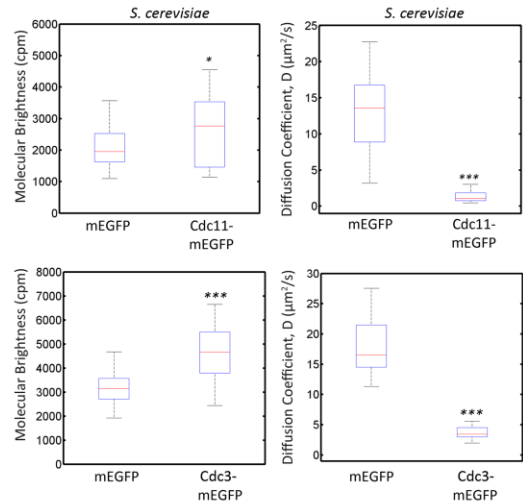 S. cerevisiae
Molecular Brightness (cpm)
6000
5000
4000
3000
2000
1000
0
*
mEGFP
Cdc11-
mEGFP
S. cerevisiae
Diffusion Coefficient, D (µm²/s)
25
20
15
10
5
0
***
mEGFP
Cdc11-
mEGFP
Molecular Brightness (cpm)
8000
7000
6000
5000
4000
3000
2000
1000
0
***
mEGFP
Cdc3-
mEGFP
Diffusion Coefficient, D (µm²/s)
30
25
20
15
10
5
0
***
mEGFP
Cdc3-
mEGFP